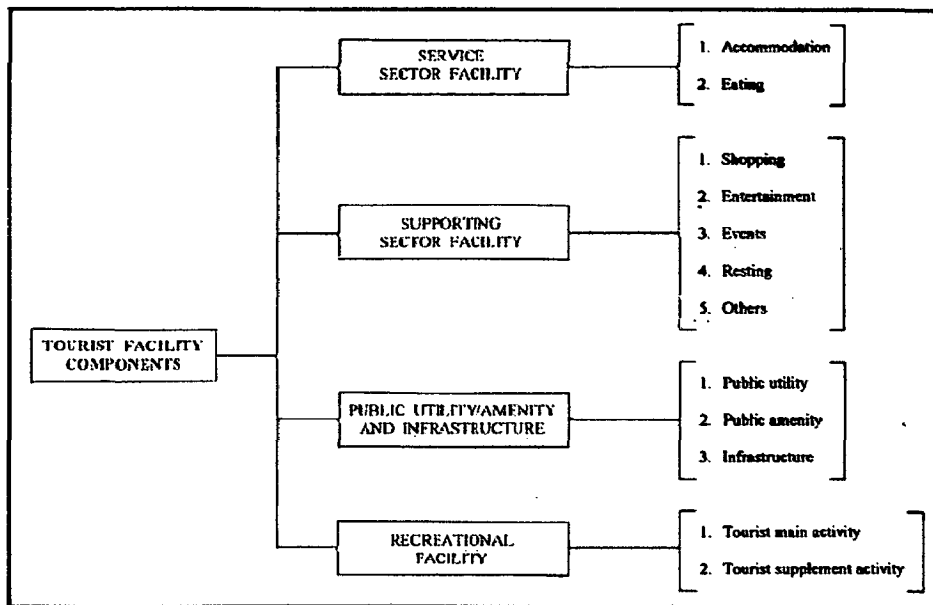 SERVICE
SECTOR FACILITY
1. Accommodation
2. Eating
SUPPORTING
SECTOR FACILITY
1. Shopping
2. Entertainment
3. Events
4. Resting
5. Others
TOURIST FACILITY
COMPONENTS
PUBLIC UTILITY/AMENITY
AND INFRASTRUCTURE
1. Public utility
2. Public amenity
3. Infrastructure
RECREATIONAL
FACILITY
1. Tourist main activity
2. Tourist supplement activity